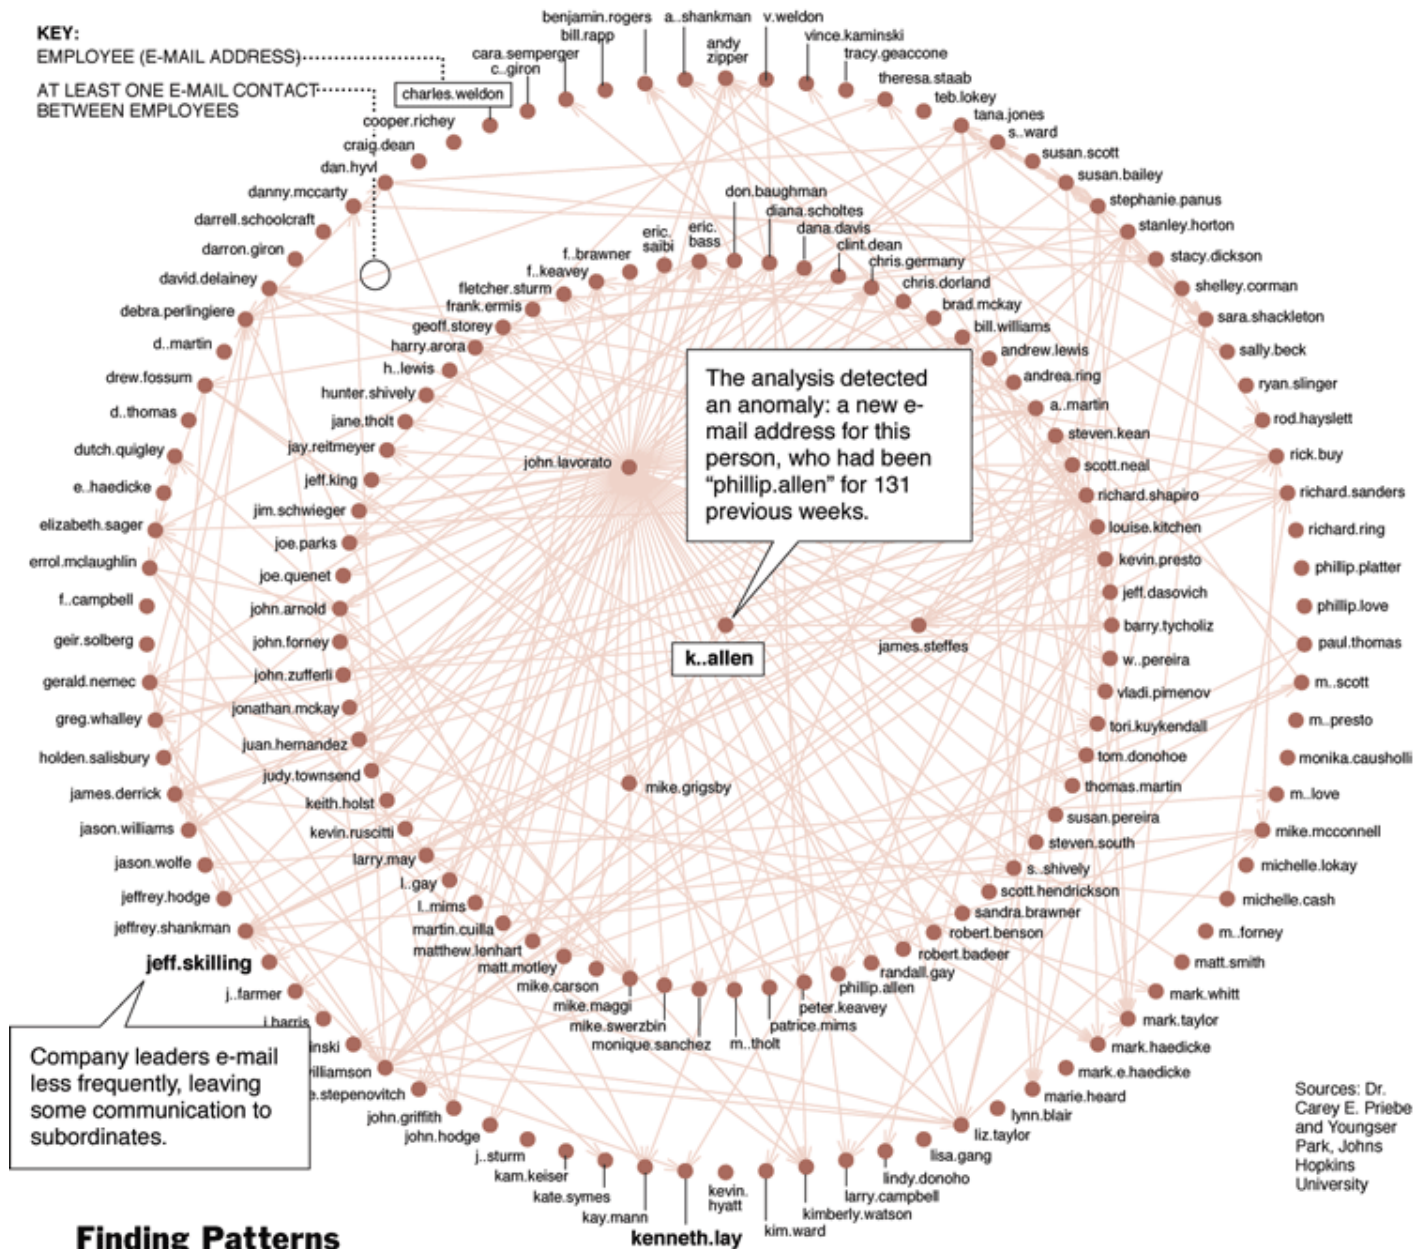 KEY:
EMPLOYEE (E-MAIL ADDRESS)
AT LEAST ONE E-MAIL CONTACT
BETWEEN EMPLOYEES
benjamin.rogers
a..shankman
v.weldon
bill.rapp
andy
zipper
vince.kaminski
cara.semperger
tracy.geaccone
c..giron
theresa.staab
charles.weldon
teb.lokey
cooper.richey
tana.jones
craig.dean
s..ward
dan.hyvl
susan.scott
danny.mccarty
susan.bailey
darrell.schoolcraft
stephanie.panus
darron.giron
stanley.horton
david.delainey
stacy.dickson
debra.perlingiere
shelley.corman
d..martin
sara.shackleton
drew.fossum
sally.beck
d..thomas
ryan.slinger
dutch.quigley
rod.hayslett
e..haedicke
rick.buy
elizabeth.sager
richard.sanders
errol.mclaughlin
richard.ring
f..campbell
phillip.platter
geir.solberg
phillip.love
gerald.nemec
paul.thomas
greg.whalley
m..scott
holden.salisbury
m..presto
james.derrick
monika.causholli
jason.williams
m..love
jason.wolfe
mike.mcconnell
jeffrey.hodge
michelle.lokay
jeffrey.shankman
michelle.cash
jeff.skilling
m..forney
j..farmer
matt.smith
j.harris
mark.whitt
inski
mark.taylor
illiamson
mark.haedicke
e.stepenovitch
mark.e.haedicke
john.griffith
marie.heard
john.hodge
lynn.blair
j..sturm
liz.taylor
kam.keiser
lisa.gang
kate.symes
lindy.donoho
kay.mann
larry.campbell
kenneth.lay
kimberly.watson
kevin.
hyatt
kim.ward
don.baughman
diana.scholtes
dana.davis
clint.dean
chris.germany
chris.dorland
brad.mckay
bill.williams
andrew.lewis
andrea.ring
a..martin
steven.kean
scott.neal
richard.shapiro
louise.kitchen
kevin.presto
jeff.dasovich
barry.tycholiz
w..pereira
vladi.pimenov
tori.kuykendall
tom.donohoe
thomas.martin
susan.pereira
steven.south
s..shively
scott.hendrickson
sandra.brawner
robert.benson
robert.badeer
randall.gay
phillip.allen
peter.keavey
patrice.mims
m..tholt
monique.sanchez
mike.swerzbin
mike.maggi
mike.carson
matt.motley
matthew.lenhart
martin.cuilla
l..mims
l..gay
larry.may
kevin.ruscitti
keith.holst
judy.townsend
juan.hernandez
jonathan.mckay
john.zufferli
john.forney
john.arnold
joe.quenet
joe.parks
jim.schwieger
jeff.king
jay.reitmeyer
jane.tholt
hunter.shively
h..lewis
harry.arora
geoff.storey
frank.ermis
fletcher.sturm
f..keavey
f..brawner
eric.
saibi
eric.
bass
john.lavorato
The analysis detected
an anomaly: a new e-
mail address for this
person, who had been
“phillip.allen” for 131
previous weeks.
k..allen
james.steffes
mike.grigsby
Company leaders e-mail
less frequently, leaving
some communication to
subordinates.
Sources: Dr.
Carey E. Priebe
and Youngser
Park, Johns
Hopkins
University
Finding Patterns